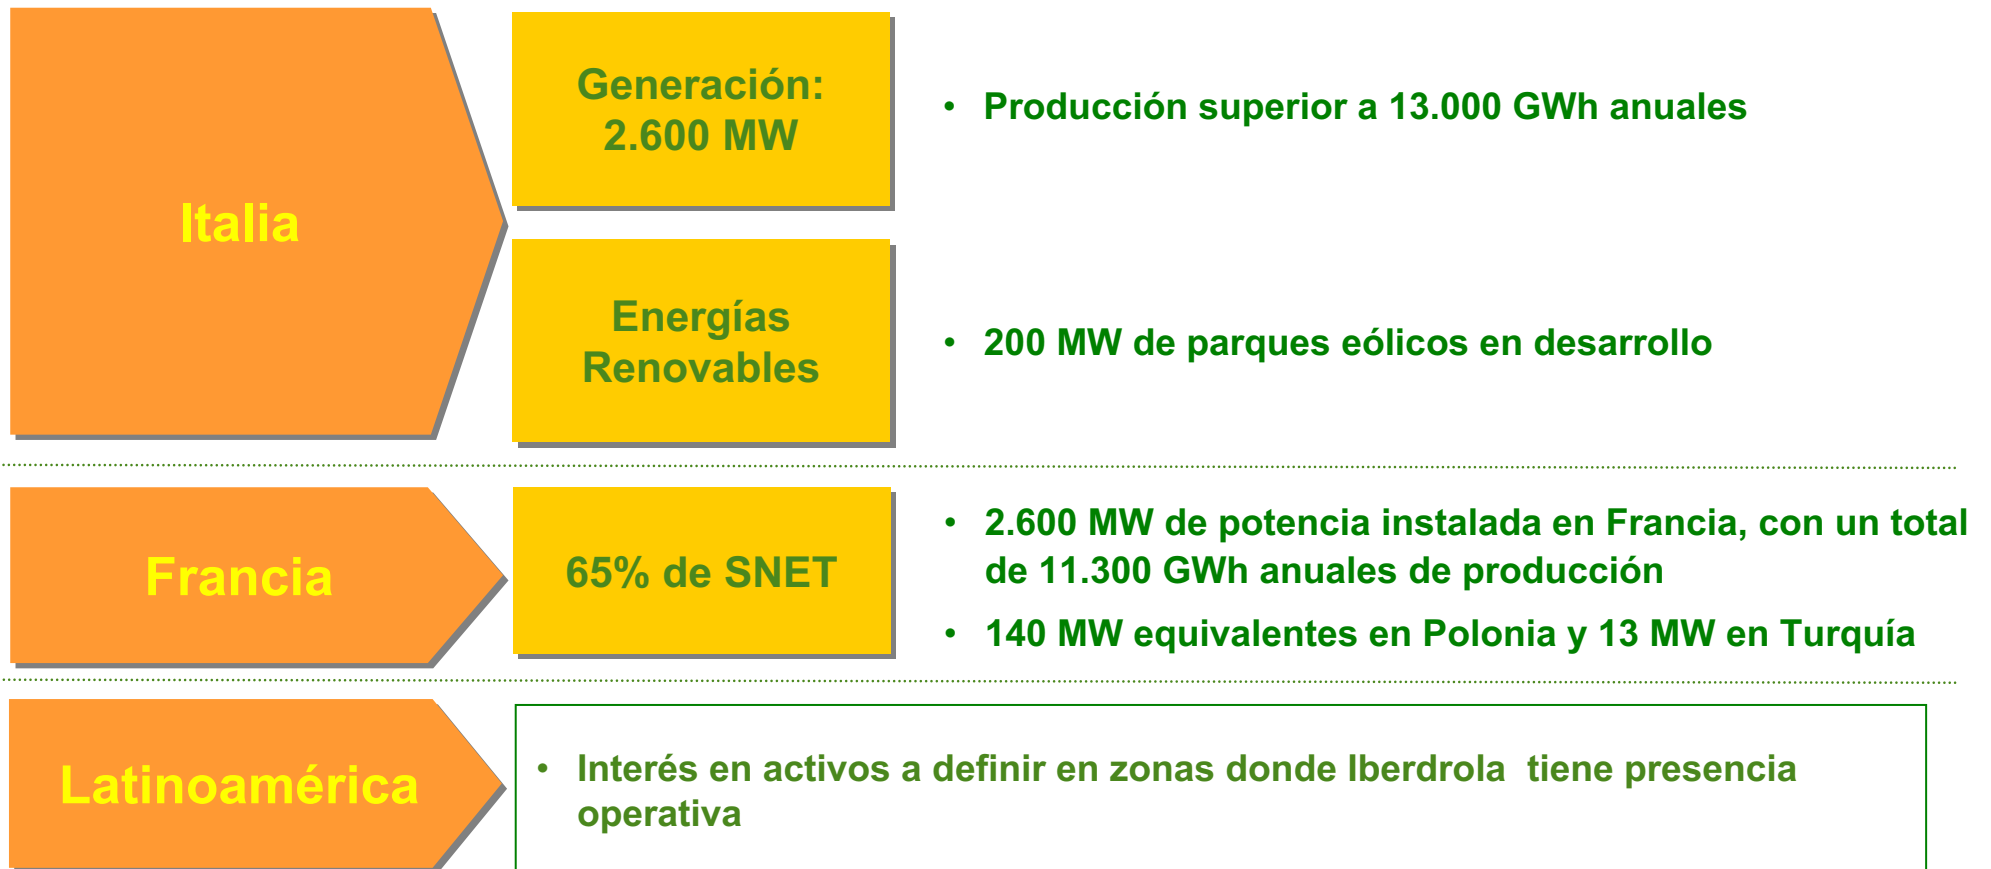 Italia
Generación:
2.600 MW
• Producción superior a 13.000 GWh anuales
Energías
Renovables
• 200 MW de parques eólicos en desarrollo
Francia
65% de SNET
• 2.600 MW de potencia instalada en Francia, con un total
de 11.300 GWh anuales de producción
• 140 MW equivalentes en Polonia y 13 MW en Turquía
Latinoamérica
• Interés en activos a definir en zonas donde Iberdrola tiene presencia
operativa